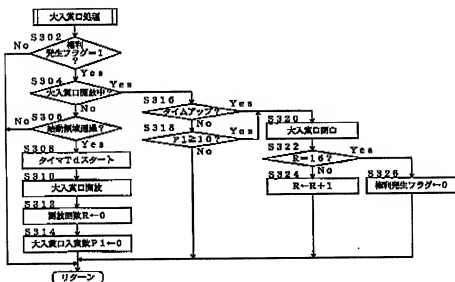 大入賞口処理
S302
権利
発生フラグ=1
?
No
Yes
S304
大入賞口開放中?
Yes
No
S306
始動領域通過?
No
Yes
S308
タイマTdスタート
S310
大入賞口開放
S312
開放回数R←0
S314
大入賞口入賞数P1←0
S316
タイムアップ?
Yes
No
S318
P1≧10?
Yes
No
S320
大入賞口閉口
S322
R=16?
Yes
No
S324
R←R+1
S326
権利発生フラグ←0
リターン